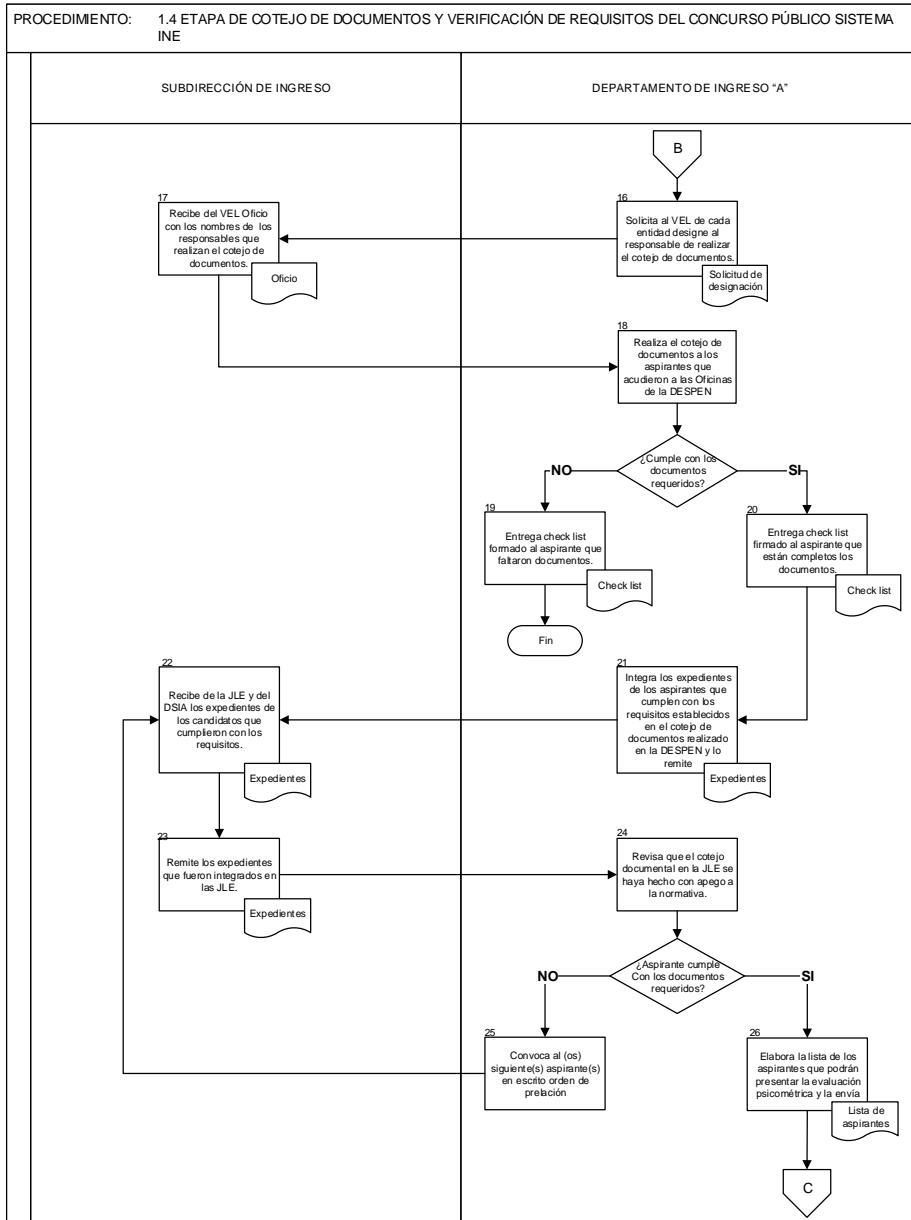 PROCEDIMIENTO: 1.4 ETAPA DE COTEJO DE DOCUMENTOS Y VERIFICACIÓN DE REQUISITOS DEL CONCURSO PÚBLICO SISTEMA
INE
SUBDIRECCIÓN DE INGRESO
DEPARTAMENTO DE INGRESO “A”
B
16
Solicita al VEL de cada
entidad designe al
responsable de realizar
el cotejo de documentos.
Solicitud de
designación
17
Recibe del VEL Oficio
con los nombres de los
responsables que
realizan el cotejo de
documentos.
Oficio
18
Realiza el cotejo de
documentos a los
aspirantes que
acudieron a las Oficinas
de la DESPEN
¿Cumple con los
documentos
requeridos?
NO
SI
19
Entrega check list
formado al aspirante que
faltaron documentos.
Check list
Fin
20
Entrega check list
firmado al aspirante que
están completos los
documentos.
Check list
21
Integra los expedientes
de los aspirantes que
cumplen con los
requisitos establecidos
en el cotejo de
documentos realizado
en la DESPEN y lo
remite
Expedientes
22
Recibe de la JLE y del
DSIA los expedientes de
los candidatos que
cumplieron con los
requisitos.
Expedientes
23
Remite los expedientes
que fueron integrados en
las JLE.
Expedientes
24
Revisa que el cotejo
documental en la JLE se
haya hecho con apego a
la normativa.
¿Aspirante cumple
Con los documentos
requeridos?
NO
SI
25
Convoca al (os)
siguiente(s) aspirante(s)
en escrito orden de
prelación
26
Elabora la lista de los
aspirantes que podrán
presentar la evaluación
psicométrica y la envía
Lista de
aspirantes
C